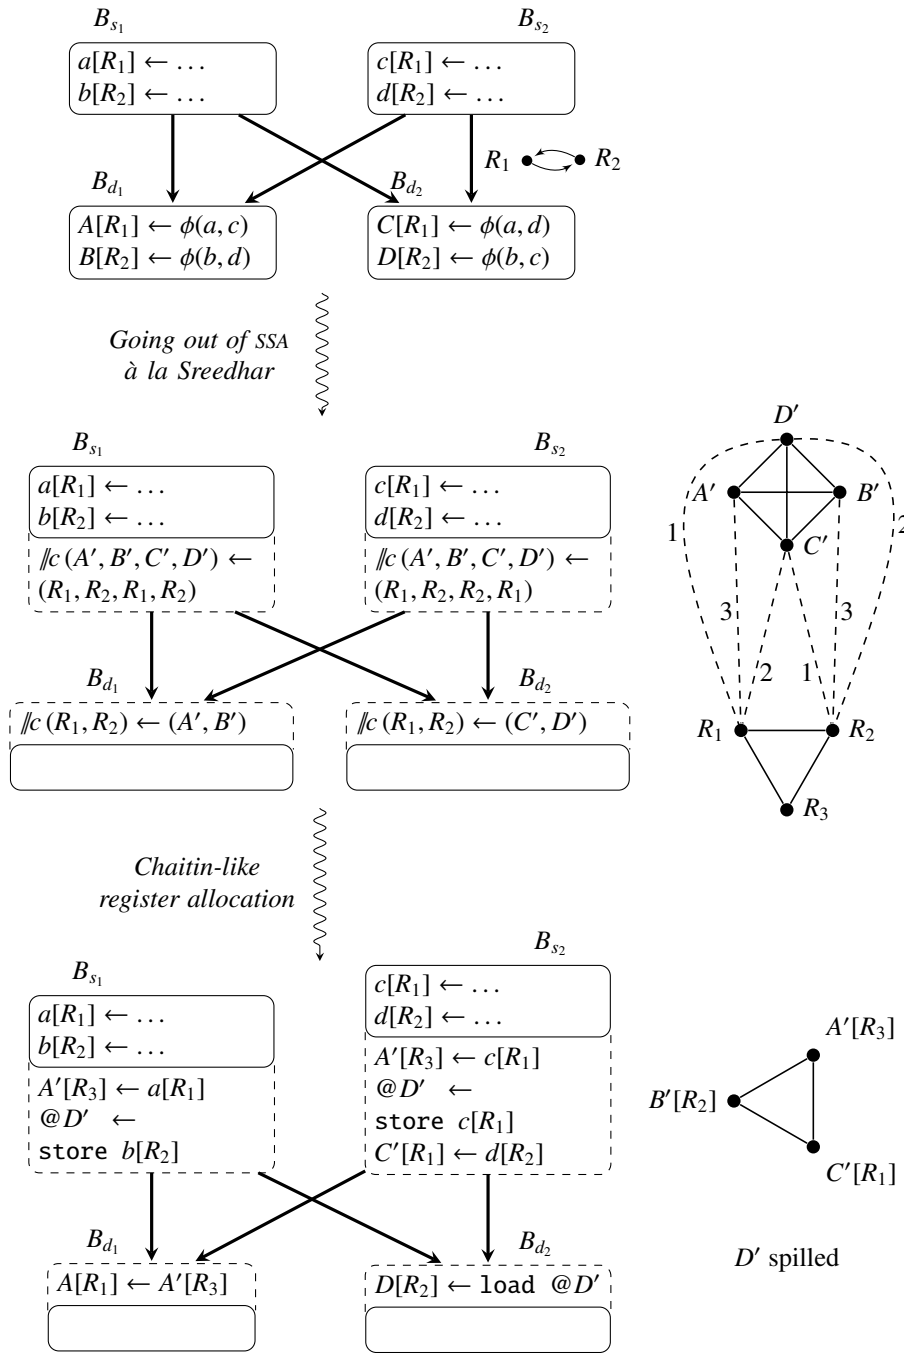 B_{s_1} B_{s_2}
a[R_1] ← …
b[R_2] ← …
c[R_1] ← …
d[R_2] ← …
R_1 R_2
B_{d_1} B_{d_2}
A[R_1] ← ϕ(a, c)
B[R_2] ← ϕ(b, d)
C[R_1] ← ϕ(a, d)
D[R_2] ← ϕ(b, c)
Going out of SSA
à la Sreedhar
B_{s_1} B_{s_2}
a[R_1] ← …
b[R_2] ← …
//c (A′, B′, C′, D′) ←
(R_1, R_2, R_1, R_2)
c[R_1] ← …
d[R_2] ← …
//c (A′, B′, C′, D′) ←
(R_1, R_2, R_2, R_1)
B_{d_1} B_{d_2}
//c (R_1, R_2) ← (A′, B′)
//c (R_1, R_2) ← (C′, D′)
D′
A′ B′
C′
1 2
3 3
2 1
R_1 R_2
R_3
Chaitin-like
register allocation
B_{s_1} B_{s_2}
a[R_1] ← …
b[R_2] ← …
A′[R_3] ← a[R_1]
@D′ ←
store b[R_2]
c[R_1] ← …
d[R_2] ← …
A′[R_3] ← c[R_1]
@D′ ←
store c[R_1]
C′[R_1] ← d[R_2]
B_{d_1} B_{d_2}
A[R_1] ← A′[R_3]
D[R_2] ← load @D′
A′[R_3]
B′[R_2]
C′[R_1]
D′ spilled